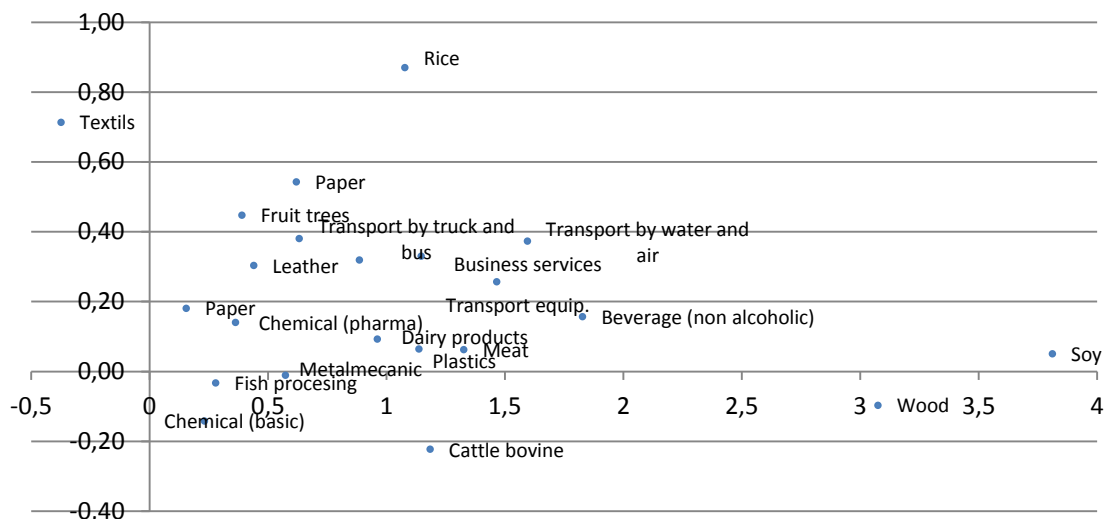 1,00
Rice
0,80
Textils
0,60
Paper
Fruit trees
0,40
Transport by truck and
bus
Transport by water and
air
Leather
Business services
0,20
Paper
Transport equip.
Beverage (non alcoholic)
Chemical (pharma)
Dairy products
Meat
Plastics
Soy
0,00
Metalmecanic
Fish procesing
-0,5 0 0,5 1 1,5 2 2,5 3 3,5 4
Wood
Chemical (basic)
-0,20
Cattle bovine
-0,40